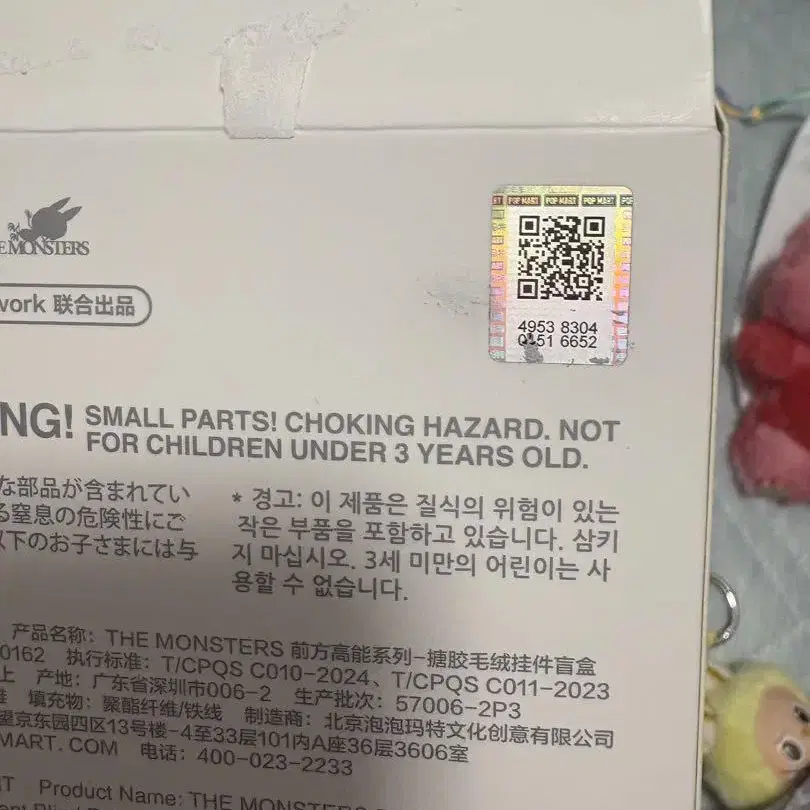 POP MART POP MART POP MART POP
4953 8304
0451 6652
THE MONSTERS
work 联合出品
NG! SMALL PARTS! CHOKING HAZARD. NOT
FOR CHILDREN UNDER 3 YEARS OLD.
な部品が含まれてい
る窒息の危険性にご
以下のお子さまには与
* 경고: 이 제품은 질식의 위험이 있는
작은 부품을 포함하고 있습니다. 삼키
지 마십시오. 3세 미만의 어린이는 사
용할 수 없습니다.
产品名称: THE MONSTERS 前方高能系列-搪胶毛绒挂件盲盒
0162 执行标准: T/CPQS C010-2024、T/CPQS C011-2023
上 产地: 广东省深圳市006-2 生产批次: 57006-2P3
填充物: 聚酯纤维/铁线 制造商: 北京泡泡玛特文化创意有限公司
望京东园四区13号楼-4至33层101内A座36层3606室
MART. COM 电话: 400-023-2233
Product Name: THE MONSTERS